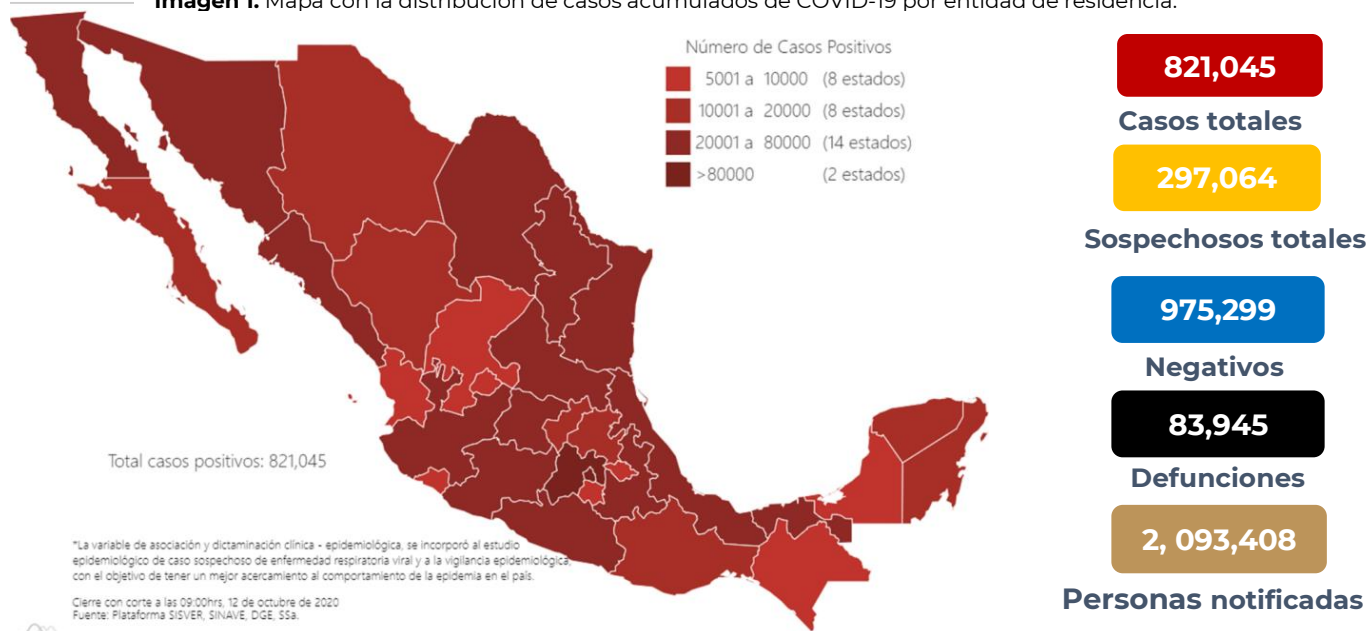 Imagen 1. Mapa con la distribución de casos acumulados de COVID-19 por entidad de residencia.
Número de Casos Positivos
5001 a 10000 (8 estados)
10001 a 20000 (8 estados)
20001 a 80000 (14 estados)
>80000 (2 estados)
Total casos positivos: 821,045
*La variable de asociación y dictaminación clínica - epidemiológica, se incorporó al estudio
epidemiológico de caso sospechoso de enfermedad respiratoria viral y a la vigilancia epidemiológica,
con el objetivo de tener un mejor acercamiento al comportamiento de la epidemia en el país.
Cierre con corte a las 09:00hrs, 12 de octubre de 2020
Fuente: Plataforma SISVER, SINAVE, DGE, SSa.
821,045
Casos totales
297,064
Sospechosos totales
975,299
Negativos
83,945
Defunciones
2, 093,408
Personas notificadas